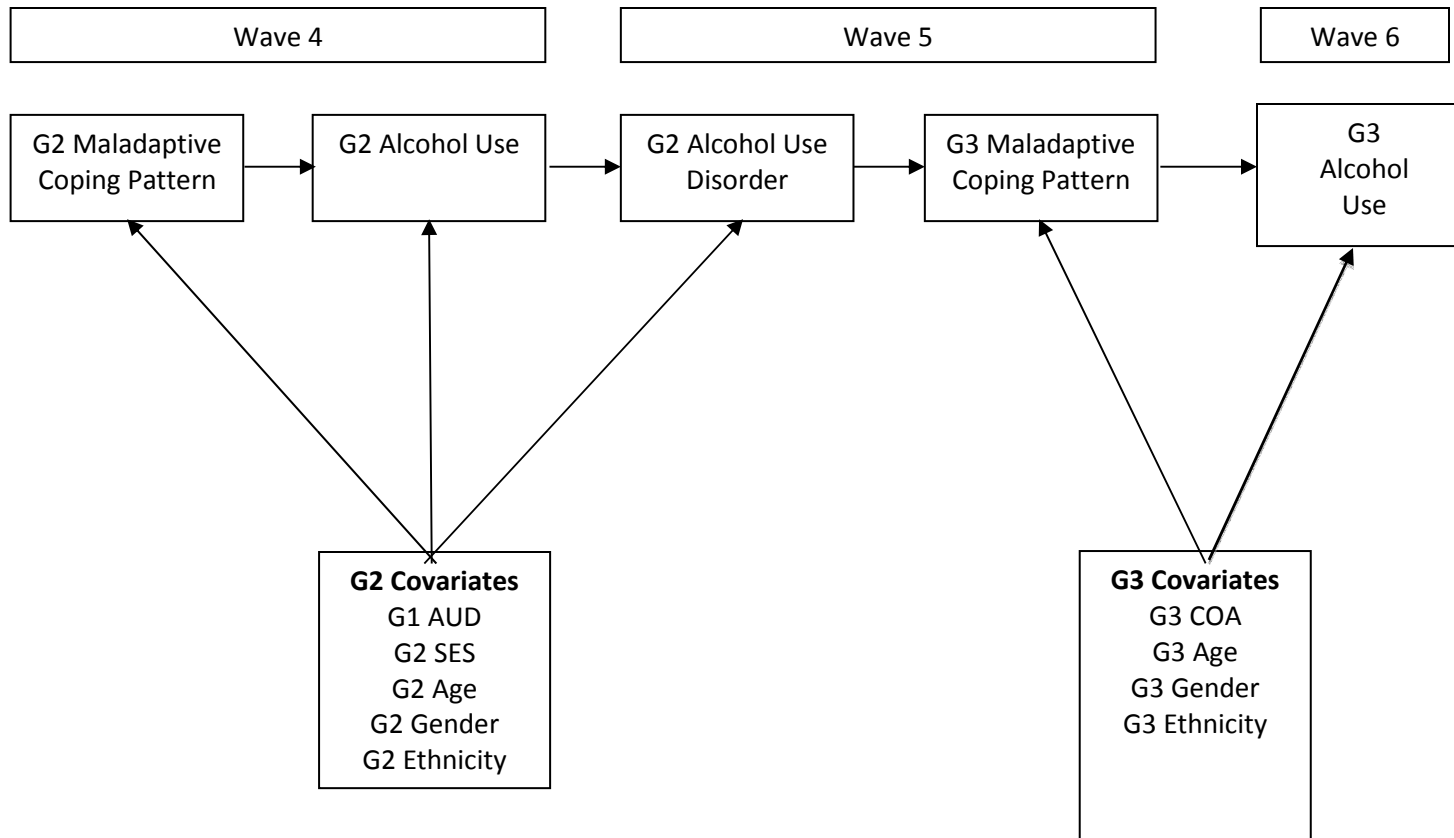 Wave 4
Wave 5
Wave 6
G2 Maladaptive
Coping Pattern
G2 Alcohol Use
G2 Alcohol Use
Disorder
G3 Maladaptive
Coping Pattern
G3
Alcohol
Use
G2 Covariates
G1 AUD
G2 SES
G2 Age
G2 Gender
G2 Ethnicity
G3 Covariates
G3 COA
G3 Age
G3 Gender
G3 Ethnicity